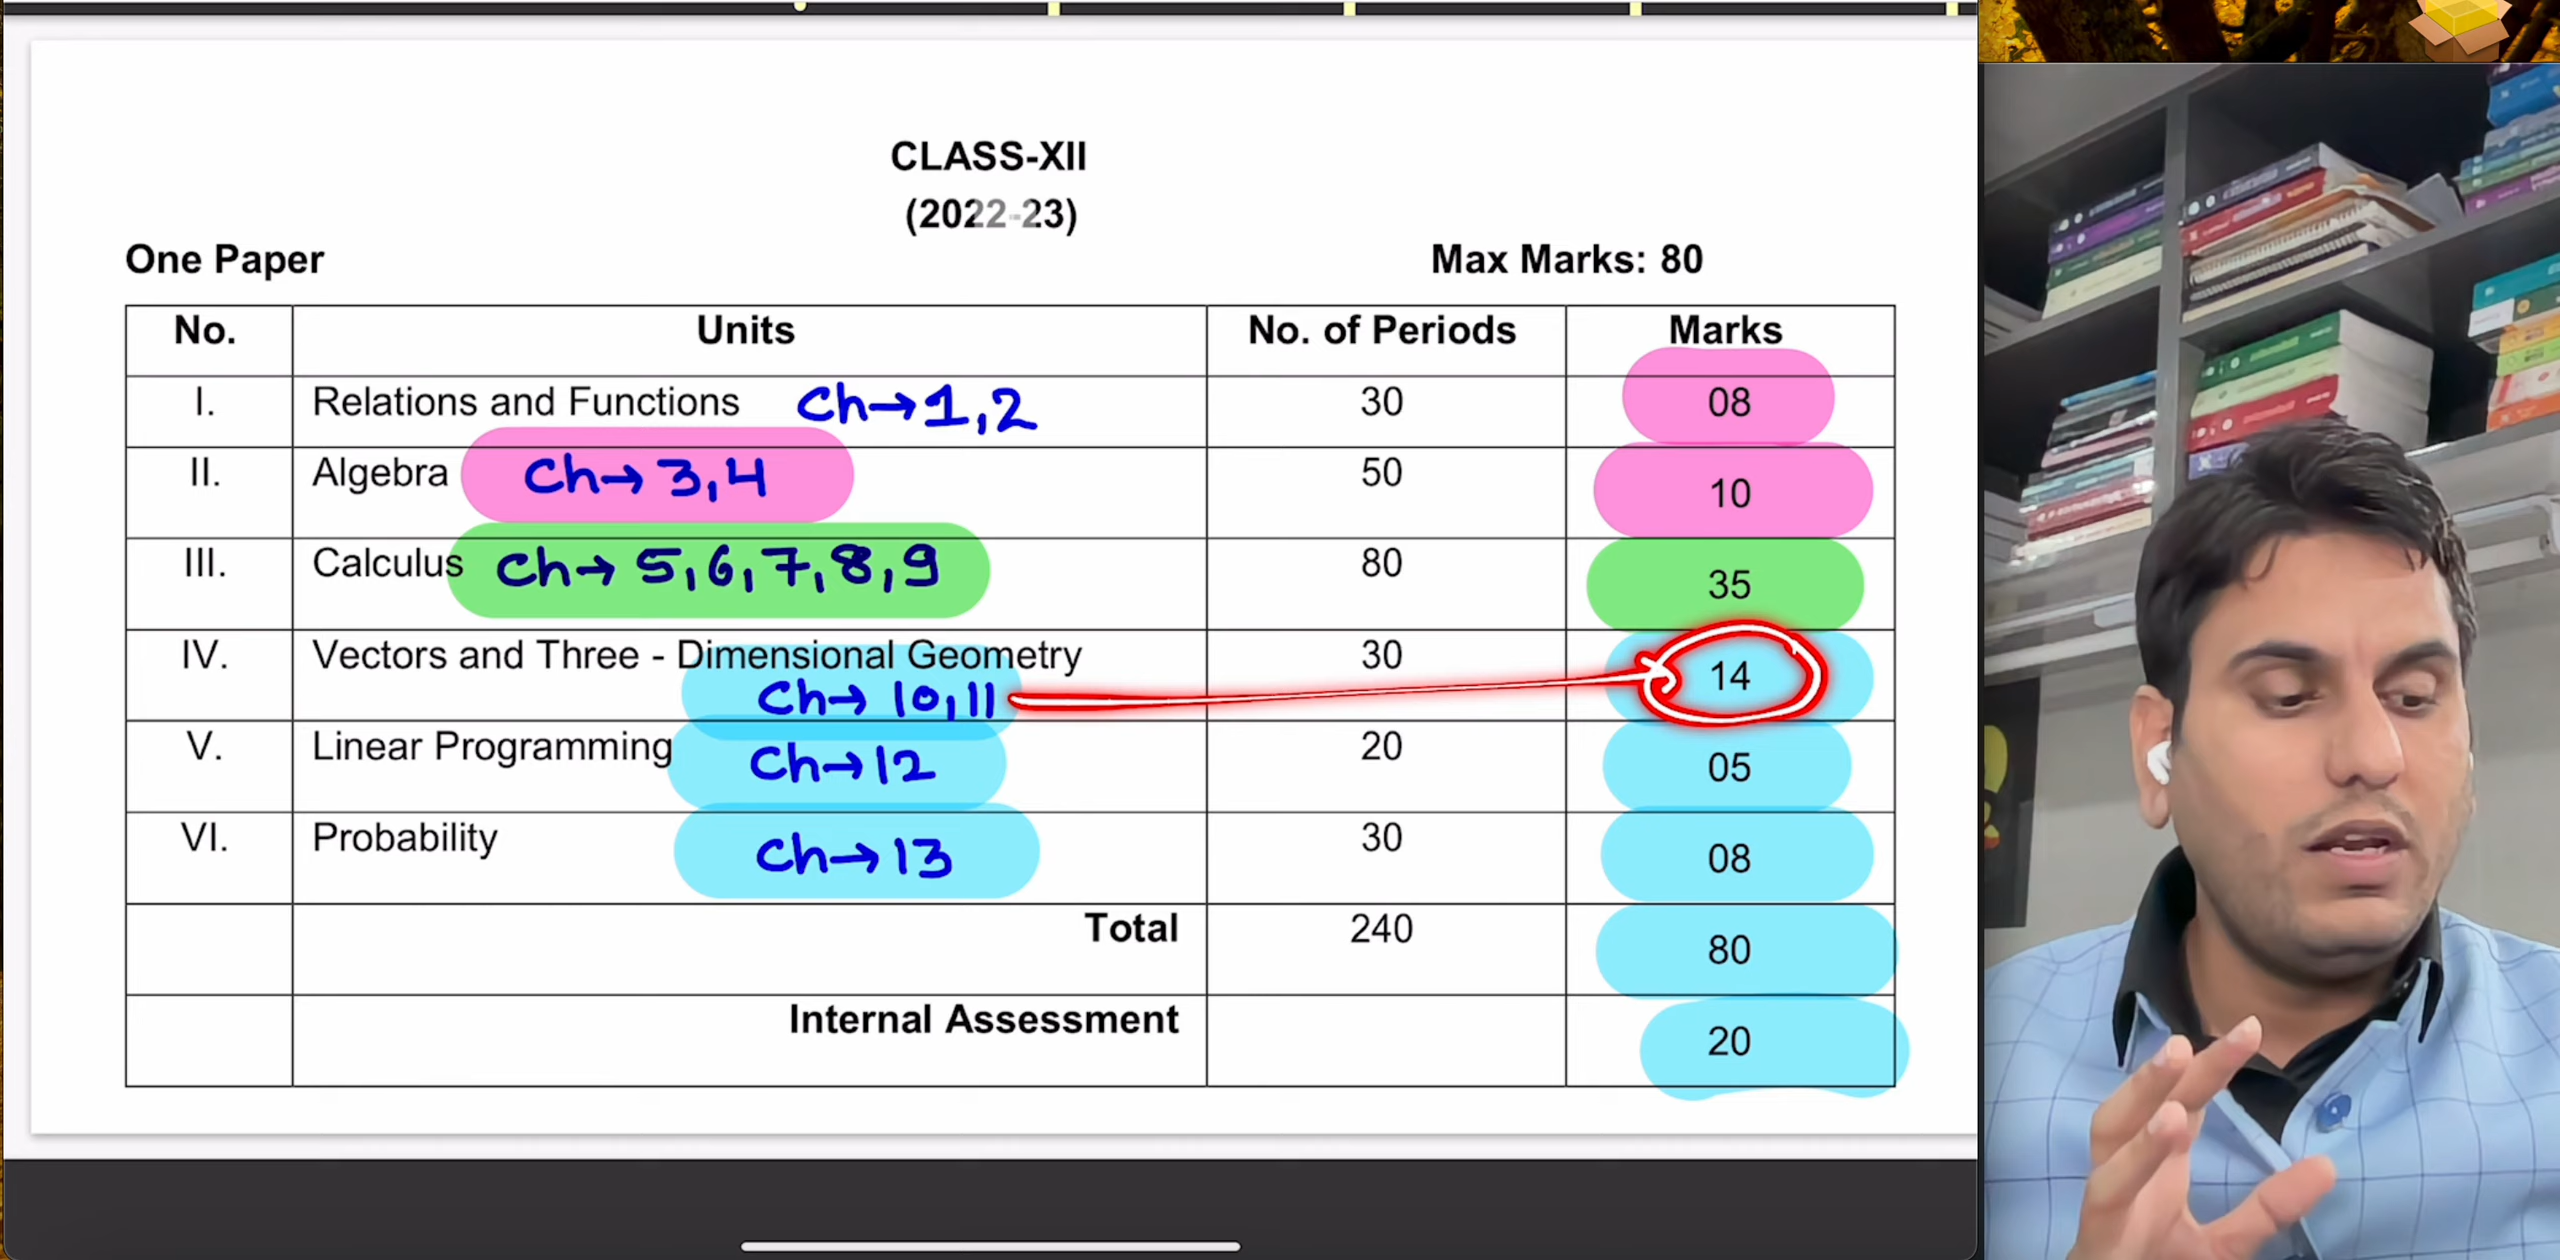 CLASS-XII
(2022-23)
One Paper Max Marks: 80
No. Units No. of Periods Marks
I. Relations and Functions Ch→1,2 30 08
II. Algebra Ch→3,4 50 10
III. Calculus Ch→5,6,7,8,9 80 35
IV. Vectors and Three - Dimensional Geometry 30 14
Ch→10,11
V. Linear Programming Ch→12 20 05
VI. Probability Ch→13 30 08
Total 240 80
Internal Assessment 20